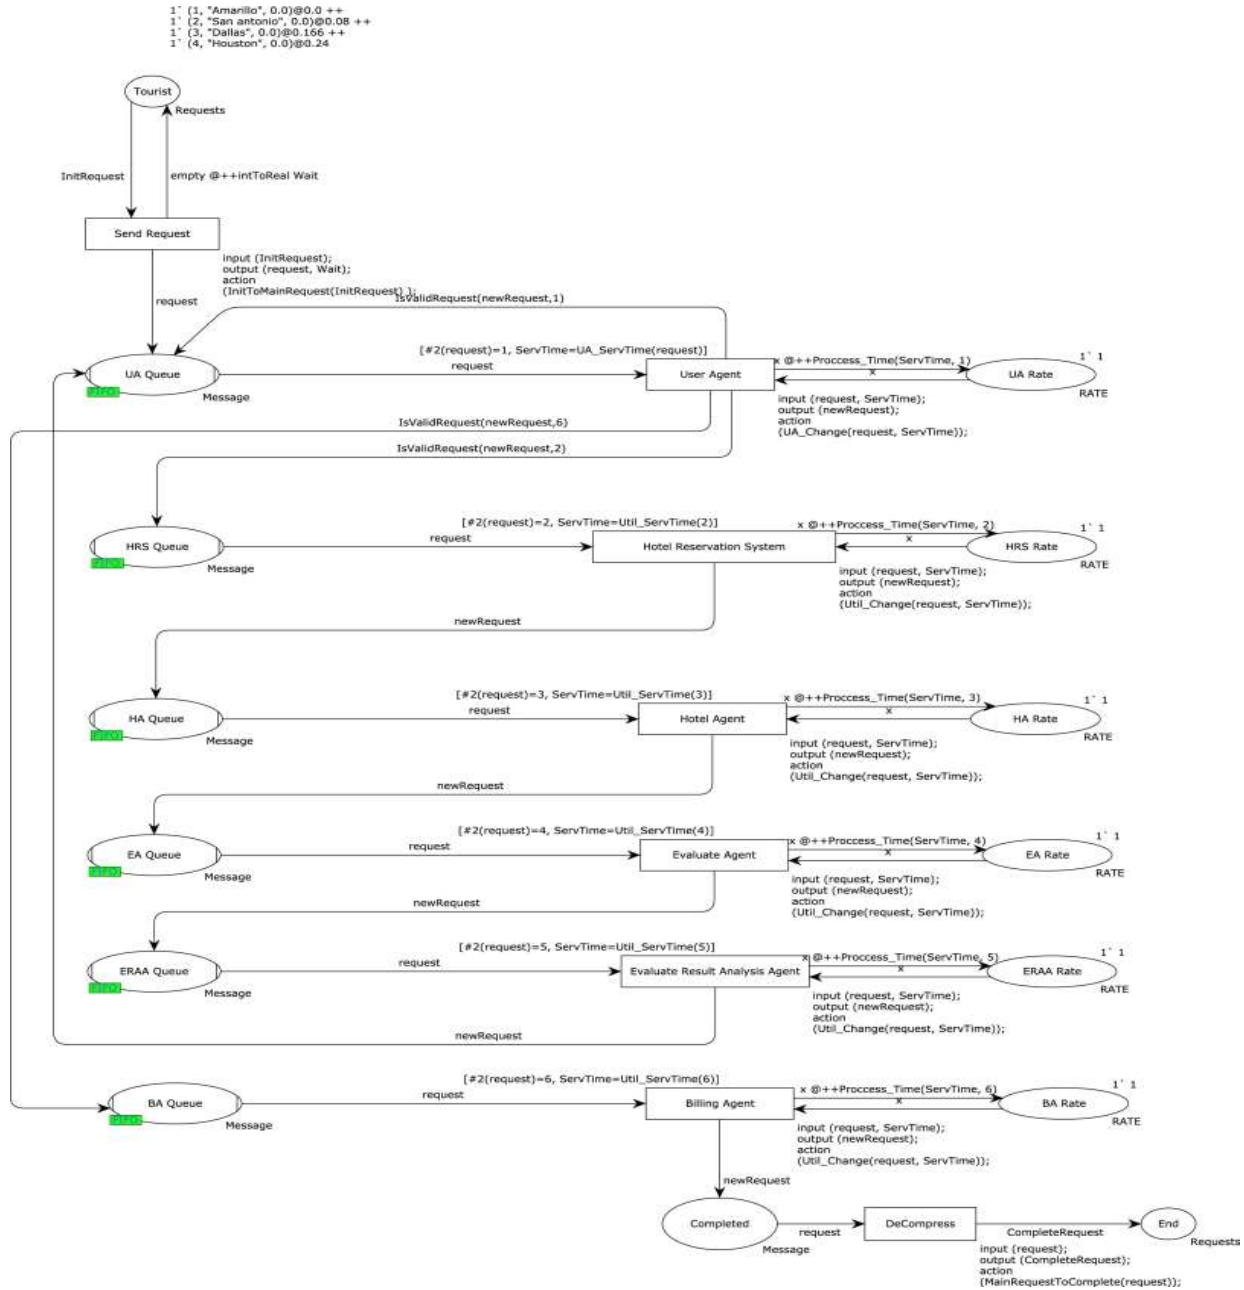 1` (1, "Amarillo", 0.0)@0.0 ++
1` (2, "San antonio", 0.0)@0.08 ++
1` (3, "Dallas", 0.0)@0.166 ++
1` (4, "Houston", 0.0)@0.24
Tourist
Requests
InitRequest
empty @++intToReal Wait
Send Request
input (InitRequest);
output (request, Wait);
action
(InitToMainRequest(InitRequest) );
request
IsValidRequest(newRequest,1)
[#2(request)=1, ServTime=UA_ServTime(request)]
request
UA Queue
FIFO
Message
User Agent
x @++Proccess_Time(ServTime, 1)
x
UA Rate
1` 1
RATE
input (request, ServTime);
output (newRequest);
action
(UA_Change(request, ServTime));
IsValidRequest(newRequest,6)
IsValidRequest(newRequest,2)
[#2(request)=2, ServTime=Util_ServTime(2)]
request
HRS Queue
FIFO
Message
Hotel Reservation System
x @++Proccess_Time(ServTime, 2)
x
HRS Rate
1` 1
RATE
input (request, ServTime);
output (newRequest);
action
(Util_Change(request, ServTime));
newRequest
[#2(request)=3, ServTime=Util_ServTime(3)]
request
HA Queue
FIFO
Message
Hotel Agent
x @++Proccess_Time(ServTime, 3)
x
HA Rate
1` 1
RATE
input (request, ServTime);
output (newRequest);
action
(Util_Change(request, ServTime));
newRequest
[#2(request)=4, ServTime=Util_ServTime(4)]
request
EA Queue
FIFO
Message
Evaluate Agent
x @++Proccess_Time(ServTime, 4)
x
EA Rate
1` 1
RATE
input (request, ServTime);
output (newRequest);
action
(Util_Change(request, ServTime));
newRequest
[#2(request)=5, ServTime=Util_ServTime(5)]
request
ERAA Queue
FIFO
Message
Evaluate Result Analysis Agent
x @++Proccess_Time(ServTime, 5)
x
ERAA Rate
1` 1
RATE
input (request, ServTime);
output (newRequest);
action
(Util_Change(request, ServTime));
newRequest
[#2(request)=6, ServTime=Util_ServTime(6)]
request
BA Queue
FIFO
Message
Billing Agent
x @++Proccess_Time(ServTime, 6)
x
BA Rate
1` 1
RATE
input (request, ServTime);
output (newRequest);
action
(Util_Change(request, ServTime));
newRequest
Completed
Message
request
DeCompress
CompleteRequest
End
Requests
input (request);
output (CompleteRequest);
action
(MainRequestToComplete(request));